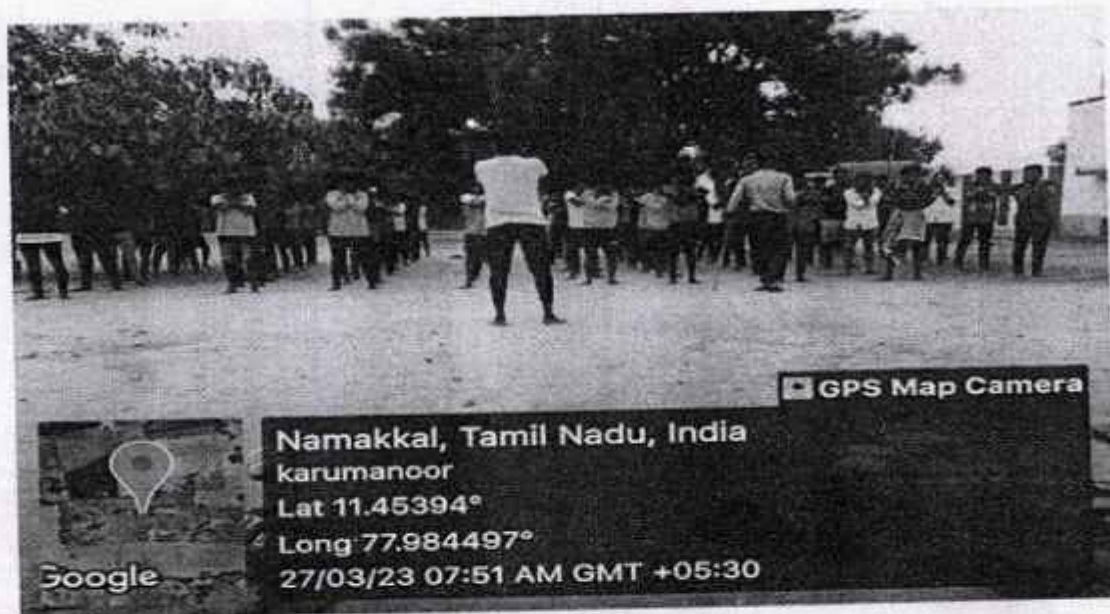 GPS Map Camera
Namakkal, Tamil Nadu, India
karumanoor
Lat 11.45394°
Long 77.984497°
27/03/23 07:51 AM GMT +05:30
Google